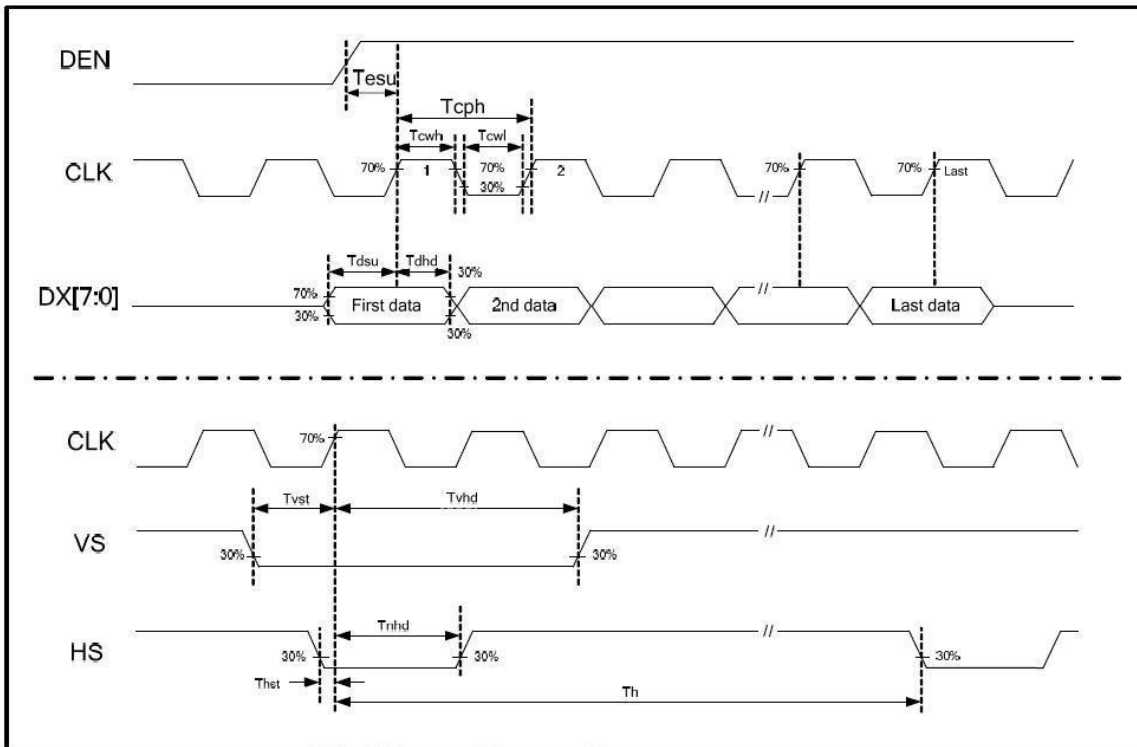 DEN
Tesu
Tcph
Tcwh
Tcwl
CLK
70%
1
70%
30%
2
70%
70%
Last
//
Tdsu
Tdhd
30%
DX[7:0]
70%
30%
First data
2nd data
//
Last data
30%
CLK
70%
//
Tvst
Tvhd
VS
30%
30%
//
Tnhd
HS
30%
30%
//
30%
Thst
Th